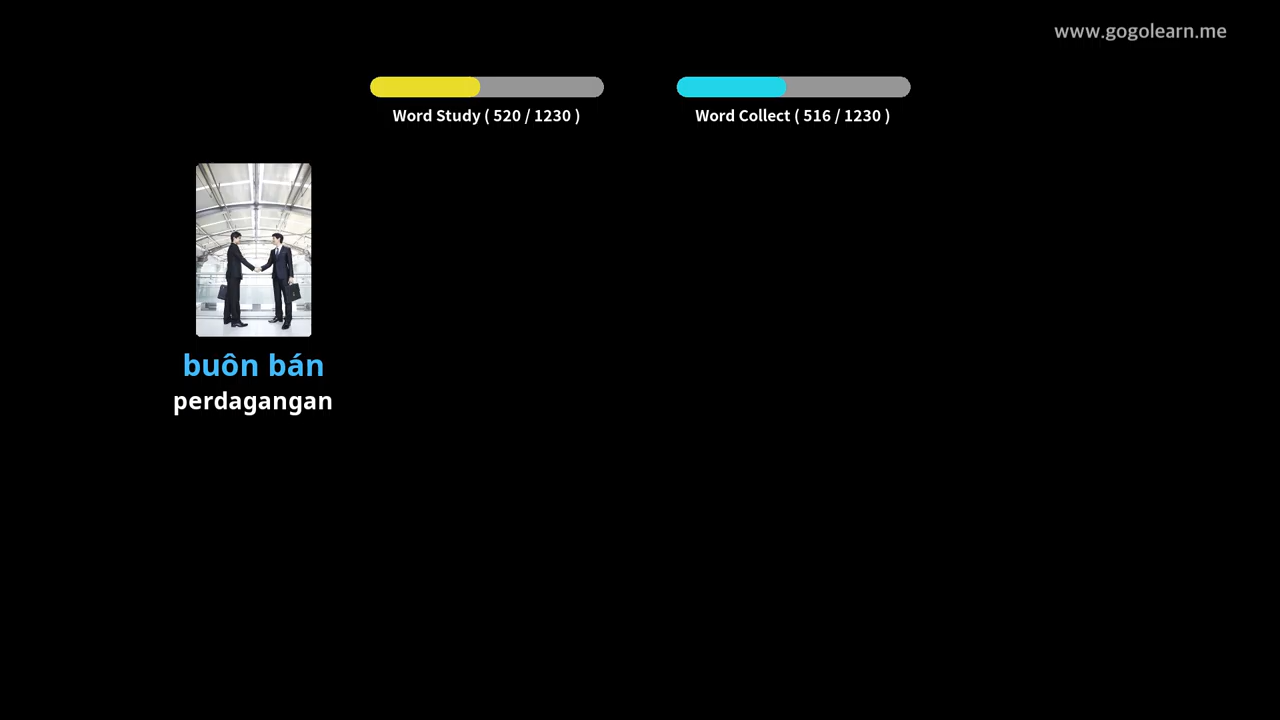 www.gogolearn.me
Word Study ( 520 / 1230 )
Word Collect ( 516 / 1230 )
buôn bán
perdagangan